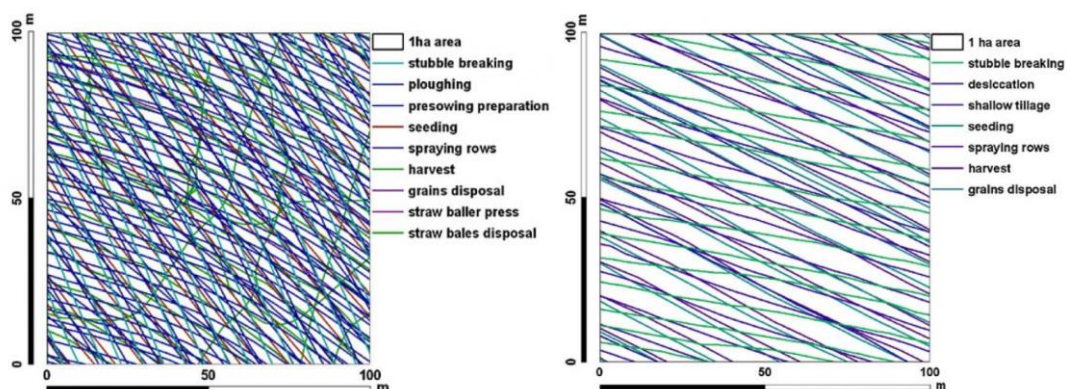 100
m
50
0
1ha area
stubble breaking
ploughing
presowing preparation
seeding
spraying rows
harvest
grains disposal
straw baller press
straw bales disposal
0
50
100
m
100
m
50
0
1 ha area
stubble breaking
desiccation
shallow tillage
seeding
spraying rows
harvest
grains disposal
0
50
100
m